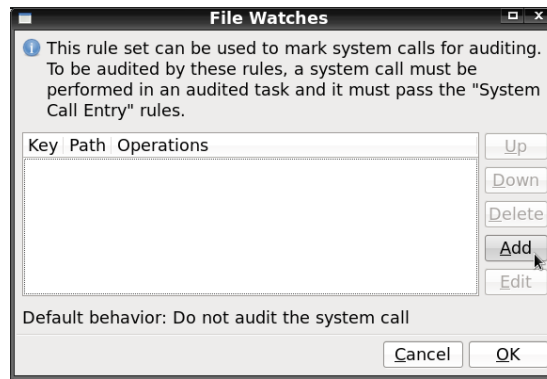 File Watches
This rule set can be used to mark system calls for auditing.
To be audited by these rules, a system call must be
performed in an audited task and it must pass the "System
Call Entry" rules.
Key Path Operations
Up
Down
Delete
Add
Edit
Default behavior: Do not audit the system call
Cancel OK